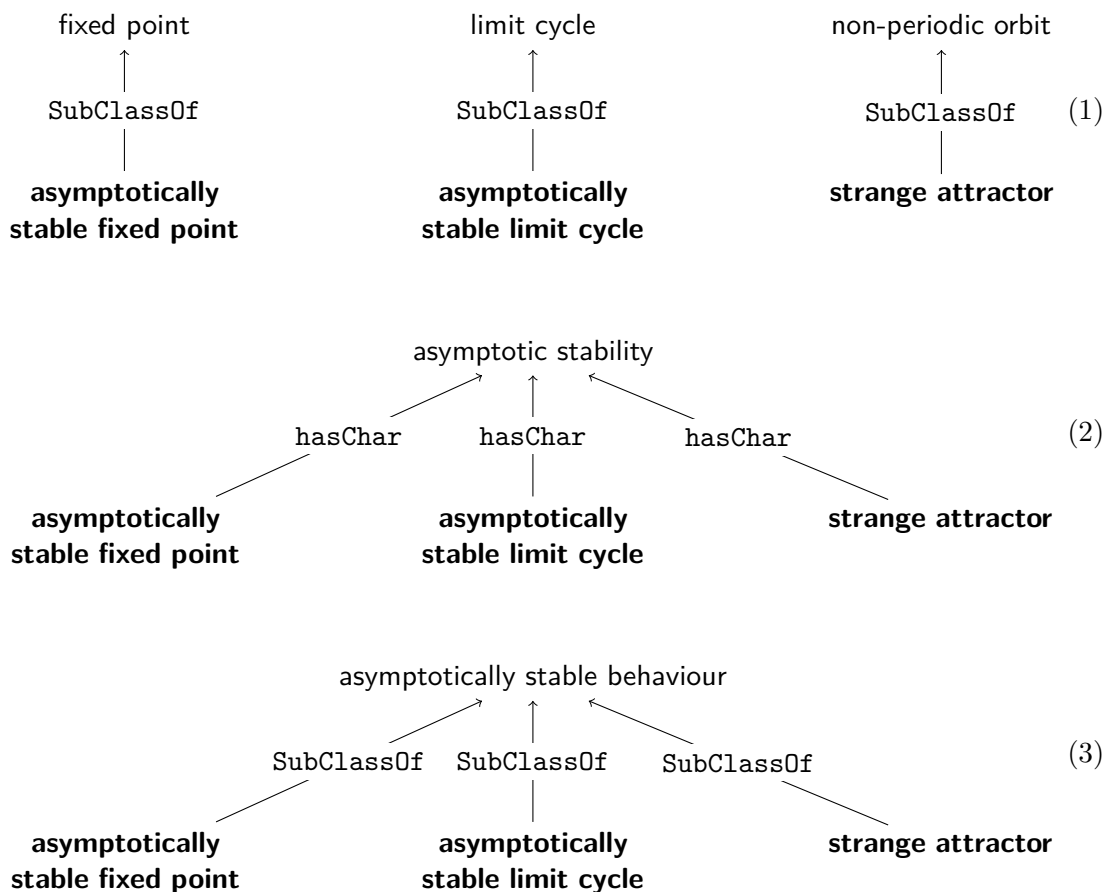 fixed point limit cycle non-periodic orbit
SubClassOf SubClassOf SubClassOf (1)
asymptotically asymptotically strange attractor
stable fixed point stable limit cycle
asymptotic stability
hasChar hasChar hasChar (2)
asymptotically asymptotically strange attractor
stable fixed point stable limit cycle
asymptotically stable behaviour
SubClassOf SubClassOf SubClassOf (3)
asymptotically asymptotically strange attractor
stable fixed point stable limit cycle